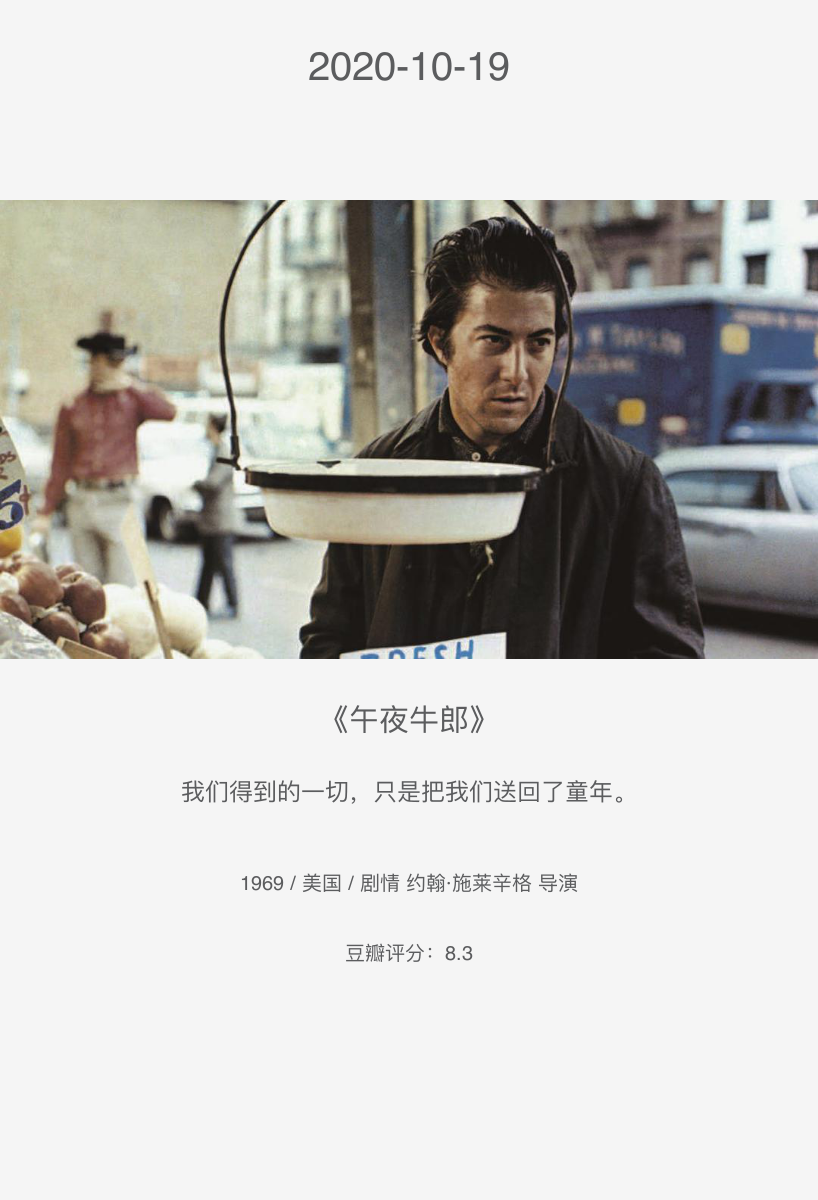 2020-10-19
FRESH
《午夜牛郎》
我们得到的一切，只是把我们送回了童年。
1969 / 美国 / 剧情 约翰·施莱辛格 导演
豆瓣评分：8.3